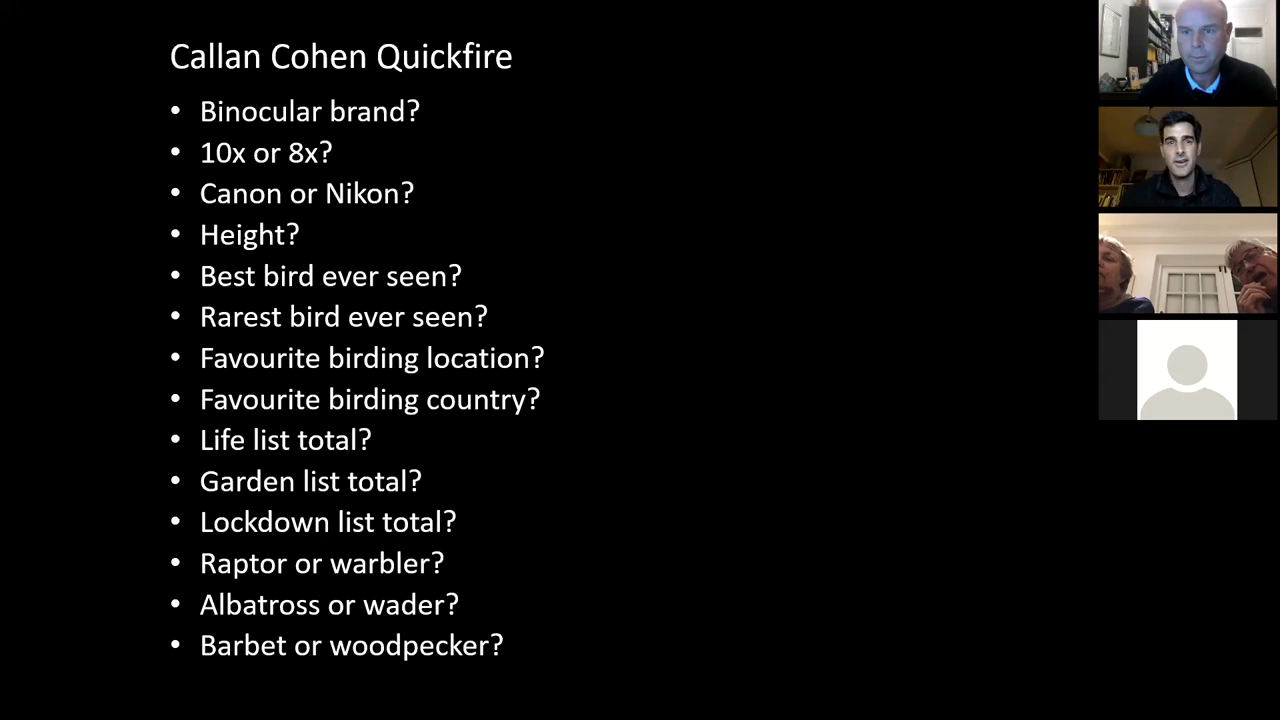 Callan Cohen Quickfire
• Binocular brand?
• 10x or 8x?
• Canon or Nikon?
• Height?
• Best bird ever seen?
• Rarest bird ever seen?
• Favourite birding location?
• Favourite birding country?
• Life list total?
• Garden list total?
• Lockdown list total?
• Raptor or warbler?
• Albatross or wader?
• Barbet or woodpecker?